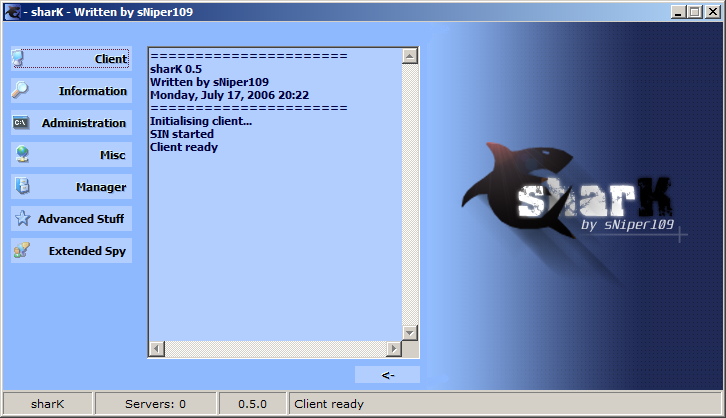 - sharK - Written by sNiper109
Client
Information
Administration
Misc
Manager
Advanced Stuff
Extended Spy
======================
sharK 0.5
Written by sNiper109
Monday, July 17, 2006 20:22
======================
Initialising client...
SIN started
Client ready
C:\
sharK
by sNiper109
<-
sharK
Servers: 0
0.5.0
Client ready